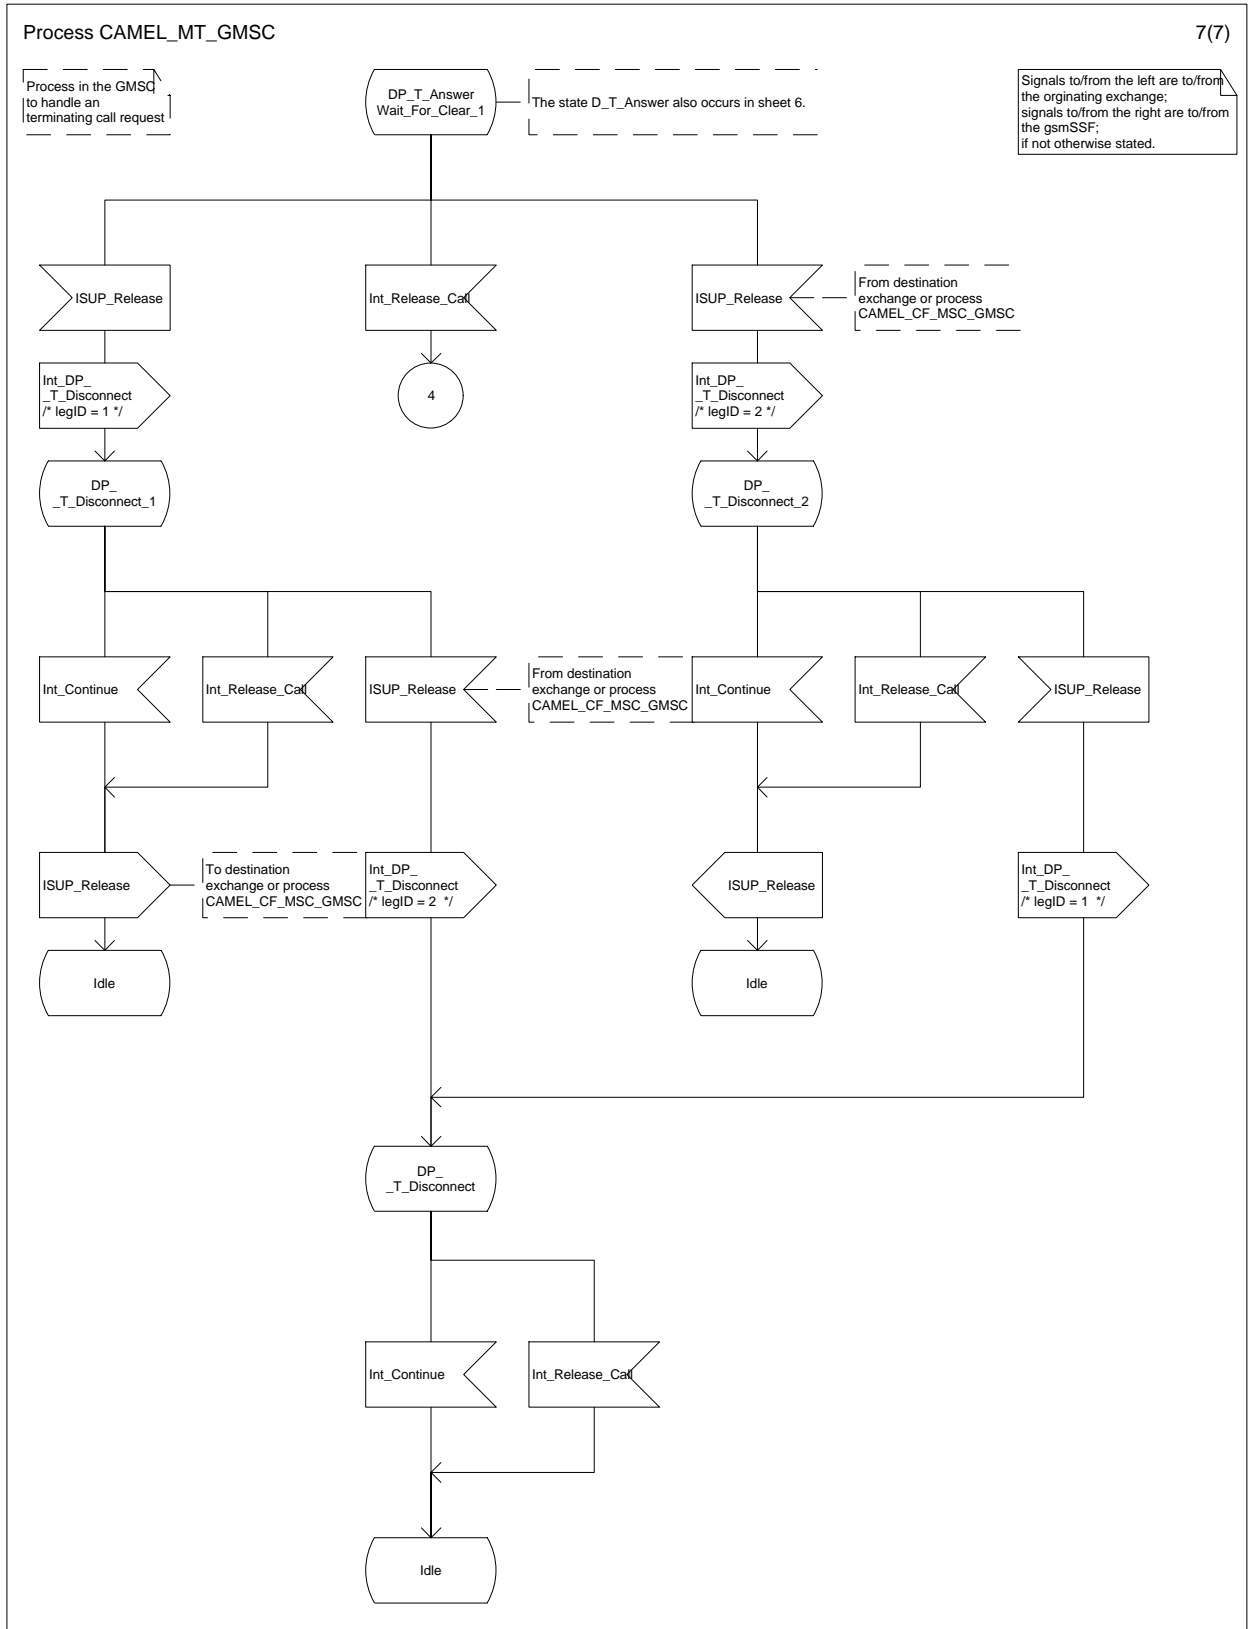 Process CAMEL_MT_GMSC
7(7)
Process in the GMSC
to handle an
terminating call request
DP_T_Answer
Wait_For_Clear_1
The state D_T_Answer also occurs in sheet 6.
Signals to/from the left are to/from
the orginating exchange;
signals to/from the right are to/from
the gsmSSF;
if not otherwise stated.
ISUP_Release
Int_Release_Call
ISUP_Release
From destination
exchange or process
CAMEL_CF_MSC_GMSC
Int_DP_
_T_Disconnect
/* legID = 1 */
4
Int_DP_
_T_Disconnect
/* legID = 2 */
DP_
_T_Disconnect_1
DP_
_T_Disconnect_2
Int_Continue
Int_Release_Call
ISUP_Release
From destination
exchange or process
CAMEL_CF_MSC_GMSC
Int_Continue
Int_Release_Call
ISUP_Release
ISUP_Release
To destination
exchange or process
CAMEL_CF_MSC_GMSC
Int_DP_
_T_Disconnect
/* legID = 2  */
ISUP_Release
Int_DP_
_T_Disconnect
/* legID = 1  */
Idle
Idle
DP_
_T_Disconnect
Int_Continue
Int_Release_Call
Idle